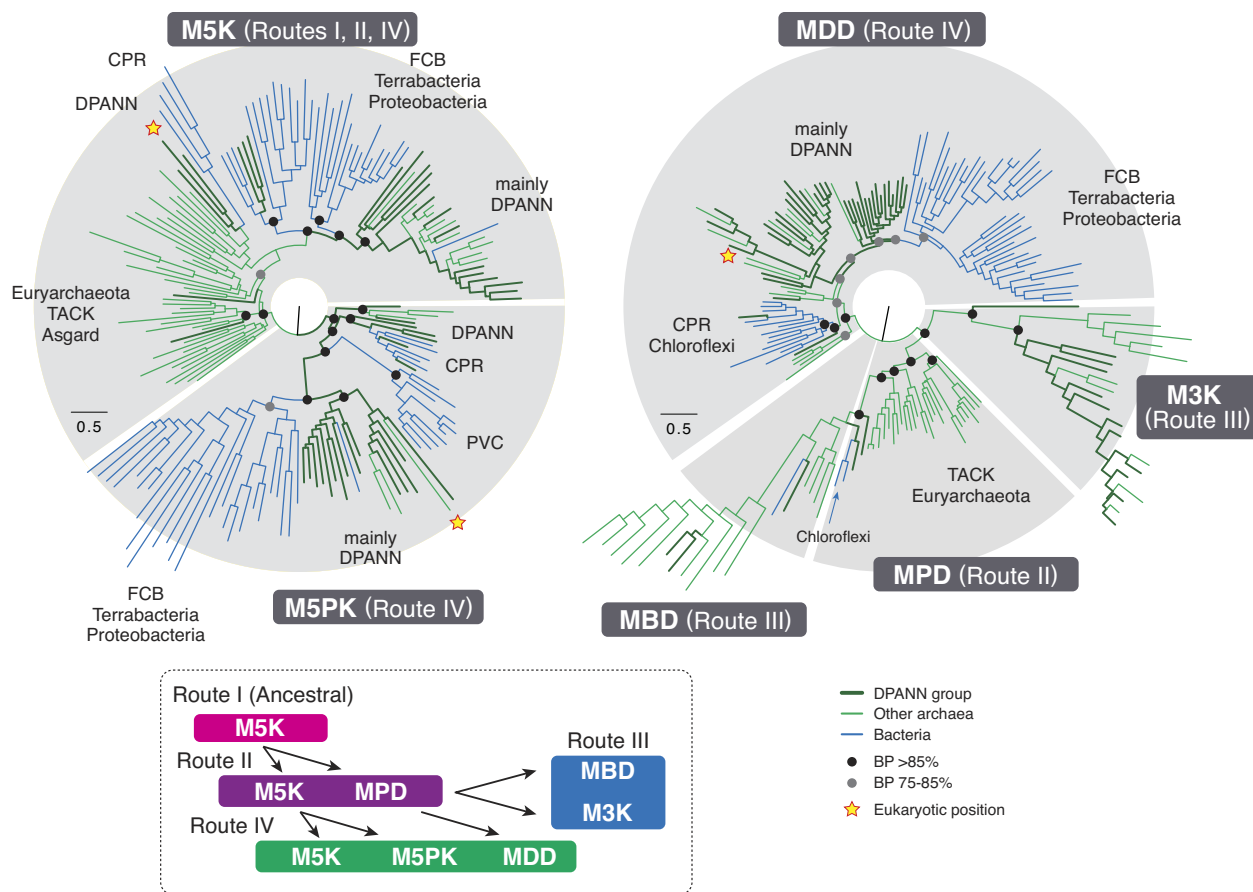 M5K (Routes I, II, IV)
CPR
DPANN
FCB
Terrabacteria
Proteobacteria
mainly
DPANN
Euryarchaeota
TACK
Asgard
0.5
DPANN
CPR
PVC
mainly
DPANN
FCB
Terrabacteria
Proteobacteria
M5PK (Route IV)
MDD (Route IV)
mainly
DPANN
FCB
Terrabacteria
Proteobacteria
CPR
Chloroflexi
0.5
M3K
(Route III)
TACK
Euryarchaeota
Chloroflexi
MPD (Route II)
MBD (Route III)
Route I (Ancestral)
M5K
Route II
M5K MPD
Route III
MBD
M3K
Route IV
M5K M5PK MDD
DPANN group
Other archaea
Bacteria
BP >85%
BP 75-85%
Eukaryotic position